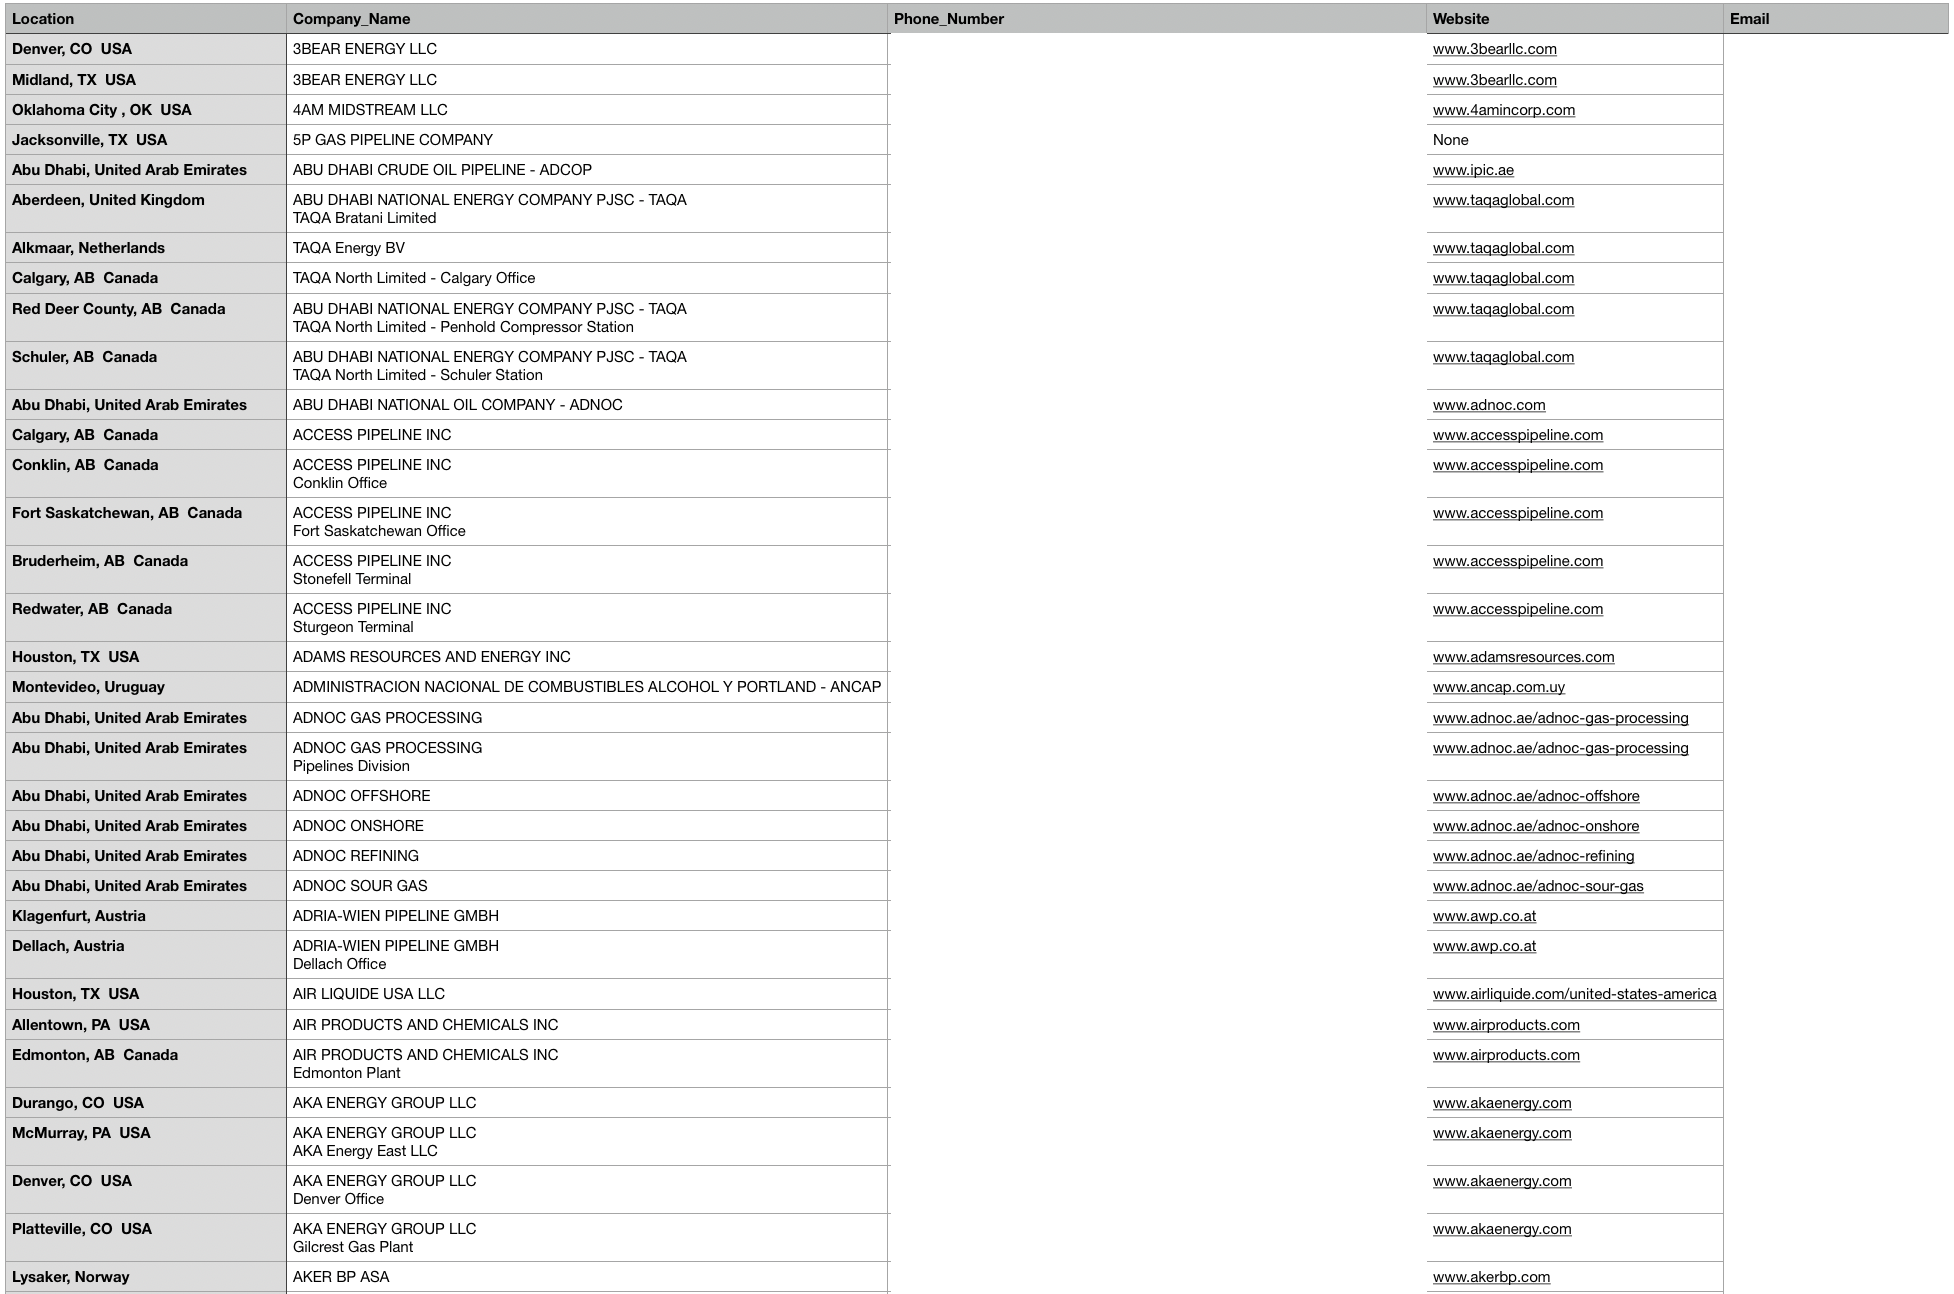 Location Company_Name Phone_Number Website Email
Denver, CO  USA 3BEAR ENERGY LLC www.3bearllc.com
Midland, TX  USA 3BEAR ENERGY LLC www.3bearllc.com
Oklahoma City , OK  USA 4AM MIDSTREAM LLC www.4amincorp.com
Jacksonville, TX  USA 5P GAS PIPELINE COMPANY None
Abu Dhabi, United Arab Emirates ABU DHABI CRUDE OIL PIPELINE - ADCOP www.ipic.ae
Aberdeen, United Kingdom ABU DHABI NATIONAL ENERGY COMPANY PJSC - TAQA www.taqaglobal.com
TAQA Bratani Limited
Alkmaar, Netherlands TAQA Energy BV www.taqaglobal.com
Calgary, AB  Canada TAQA North Limited - Calgary Office www.taqaglobal.com
Red Deer County, AB  Canada ABU DHABI NATIONAL ENERGY COMPANY PJSC - TAQA www.taqaglobal.com
TAQA North Limited - Penhold Compressor Station
Schuler, AB  Canada ABU DHABI NATIONAL ENERGY COMPANY PJSC - TAQA www.taqaglobal.com
TAQA North Limited - Schuler Station
Abu Dhabi, United Arab Emirates ABU DHABI NATIONAL OIL COMPANY - ADNOC www.adnoc.com
Calgary, AB  Canada ACCESS PIPELINE INC www.accesspipeline.com
Conklin, AB  Canada ACCESS PIPELINE INC www.accesspipeline.com
Conklin Office
Fort Saskatchewan, AB  Canada ACCESS PIPELINE INC www.accesspipeline.com
Fort Saskatchewan Office
Bruderheim, AB  Canada ACCESS PIPELINE INC www.accesspipeline.com
Stonefell Terminal
Redwater, AB  Canada ACCESS PIPELINE INC www.accesspipeline.com
Sturgeon Terminal
Houston, TX  USA ADAMS RESOURCES AND ENERGY INC www.adamsresources.com
Montevideo, Uruguay ADMINISTRACION NACIONAL DE COMBUSTIBLES ALCOHOL Y PORTLAND - ANCAP www.ancap.com.uy
Abu Dhabi, United Arab Emirates ADNOC GAS PROCESSING www.adnoc.ae/adnoc-gas-processing
Abu Dhabi, United Arab Emirates ADNOC GAS PROCESSING www.adnoc.ae/adnoc-gas-processing
Pipelines Division
Abu Dhabi, United Arab Emirates ADNOC OFFSHORE www.adnoc.ae/adnoc-offshore
Abu Dhabi, United Arab Emirates ADNOC ONSHORE www.adnoc.ae/adnoc-onshore
Abu Dhabi, United Arab Emirates ADNOC REFINING www.adnoc.ae/adnoc-refining
Abu Dhabi, United Arab Emirates ADNOC SOUR GAS www.adnoc.ae/adnoc-sour-gas
Klagenfurt, Austria ADRIA-WIEN PIPELINE GMBH www.awp.co.at
Dellach, Austria ADRIA-WIEN PIPELINE GMBH www.awp.co.at
Dellach Office
Houston, TX  USA AIR LIQUIDE USA LLC www.airliquide.com/united-states-america
Allentown, PA  USA AIR PRODUCTS AND CHEMICALS INC www.airproducts.com
Edmonton, AB  Canada AIR PRODUCTS AND CHEMICALS INC www.airproducts.com
Edmonton Plant
Durango, CO  USA AKA ENERGY GROUP LLC www.akaenergy.com
McMurray, PA  USA AKA ENERGY GROUP LLC www.akaenergy.com
AKA Energy East LLC
Denver, CO  USA AKA ENERGY GROUP LLC www.akaenergy.com
Denver Office
Platteville, CO  USA AKA ENERGY GROUP LLC www.akaenergy.com
Gilcrest Gas Plant
Lysaker, Norway AKER BP ASA www.akerbp.com